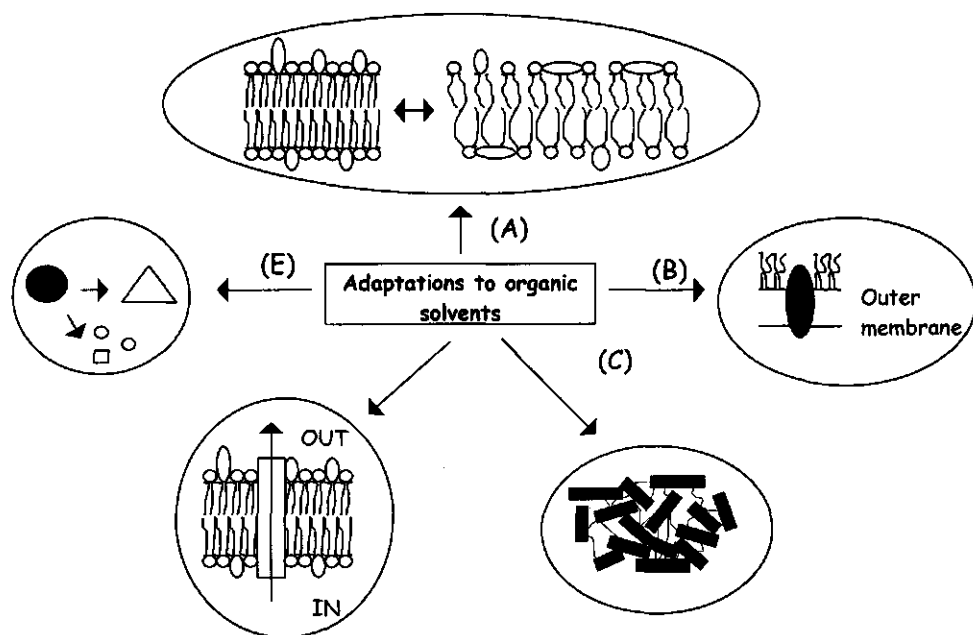 (A)
(E)
Adaptations to organic
solvents
(B)
Outer
membrane
(C)
OUT
IN